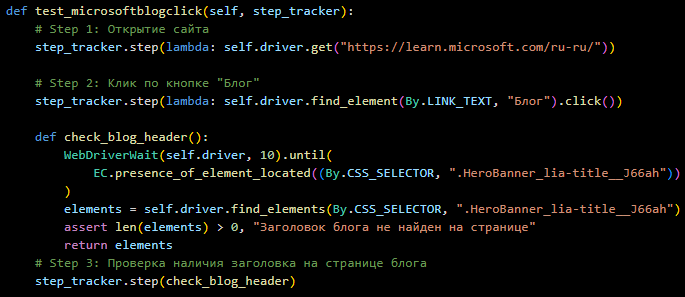 def test_microsoftblogclick(self, step_tracker):
    # Step 1: Открытие сайта
    step_tracker.step(lambda: self.driver.get("https://learn.microsoft.com/ru-ru/"))

    # Step 2: Клик по кнопке "Блог"
    step_tracker.step(lambda: self.driver.find_element(By.LINK_TEXT, "Блог").click())

    def check_blog_header():
        WebDriverWait(self.driver, 10).until(
            EC.presence_of_element_located((By.CSS_SELECTOR, ".HeroBanner_lia-title__J66ah"))
        )
        elements = self.driver.find_elements(By.CSS_SELECTOR, ".HeroBanner_lia-title__J66ah")
        assert len(elements) > 0, "Заголовок блога не найден на странице"
        return elements
    # Step 3: Проверка наличия заголовка на странице блога
    step_tracker.step(check_blog_header)